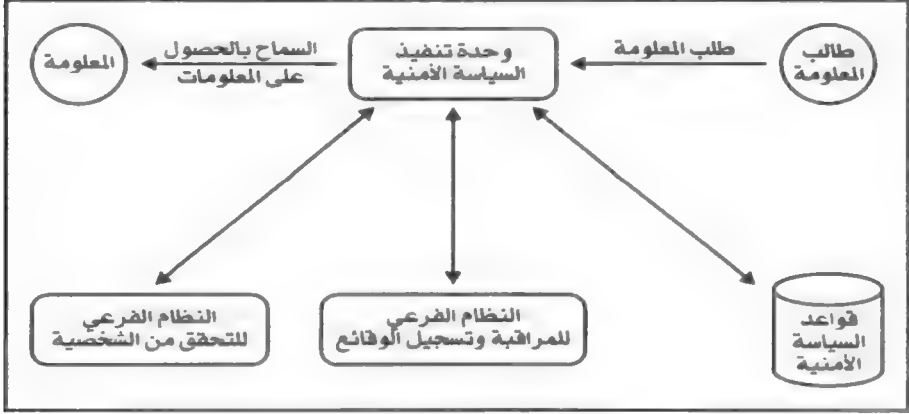 طالب
المعلومة
طلب المعلومة
وحدة تنفيذ
السياسة الأمنية
السماح بالحصول
على المعلومات
المعلومة
قواعد
السياسة
الأمنية
النظام الفرعي
للمراقبة وتسجيل الوقائع
النظام الفرعي
للتحقق من الشخصية